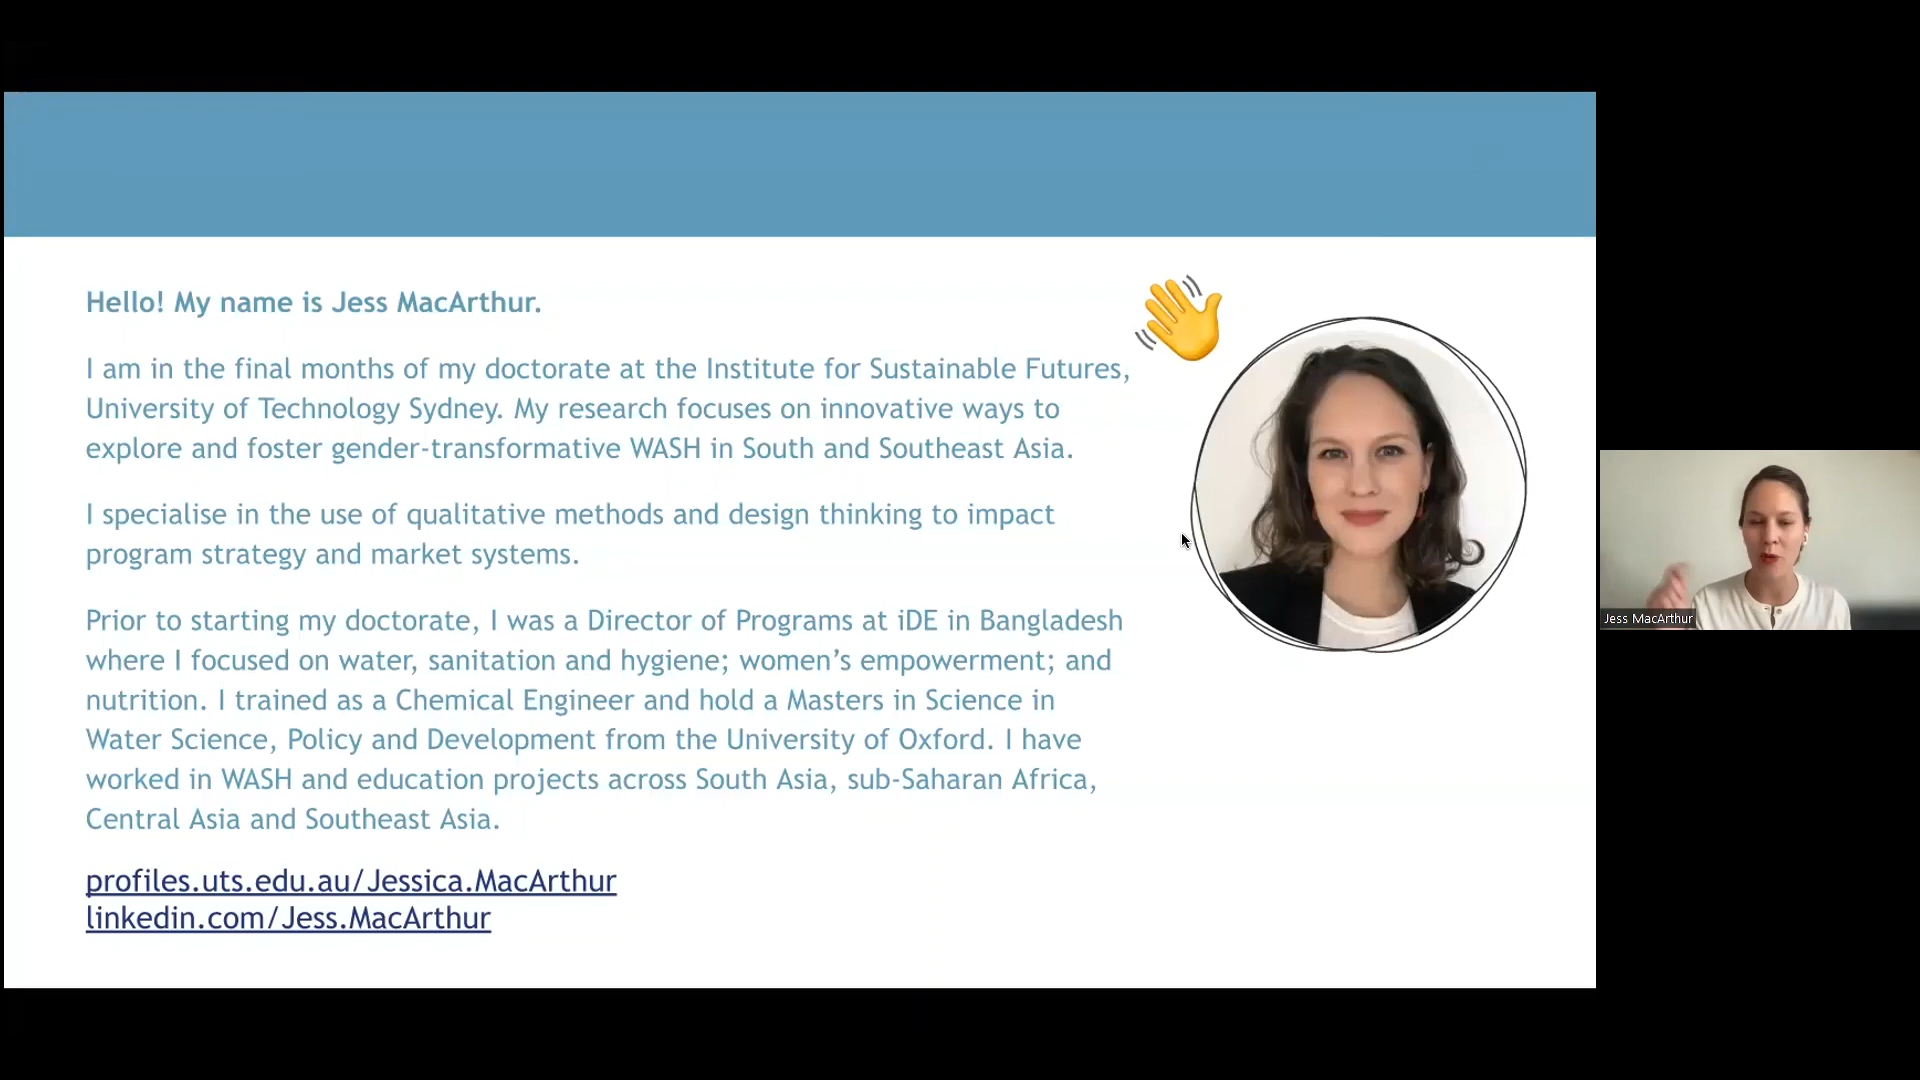 Hello! My name is Jess MacArthur.
I am in the final months of my doctorate at the Institute for Sustainable Futures,
University of Technology Sydney. My research focuses on innovative ways to
explore and foster gender-transformative WASH in South and Southeast Asia.
I specialise in the use of qualitative methods and design thinking to impact
program strategy and market systems.
Prior to starting my doctorate, I was a Director of Programs at iDE in Bangladesh
where I focused on water, sanitation and hygiene; women’s empowerment; and
nutrition. I trained as a Chemical Engineer and hold a Masters in Science in
Water Science, Policy and Development from the University of Oxford. I have
worked in WASH and education projects across South Asia, sub-Saharan Africa,
Central Asia and Southeast Asia.
profiles.uts.edu.au/Jessica.MacArthur
linkedin.com/Jess.MacArthur
Jess MacArthur